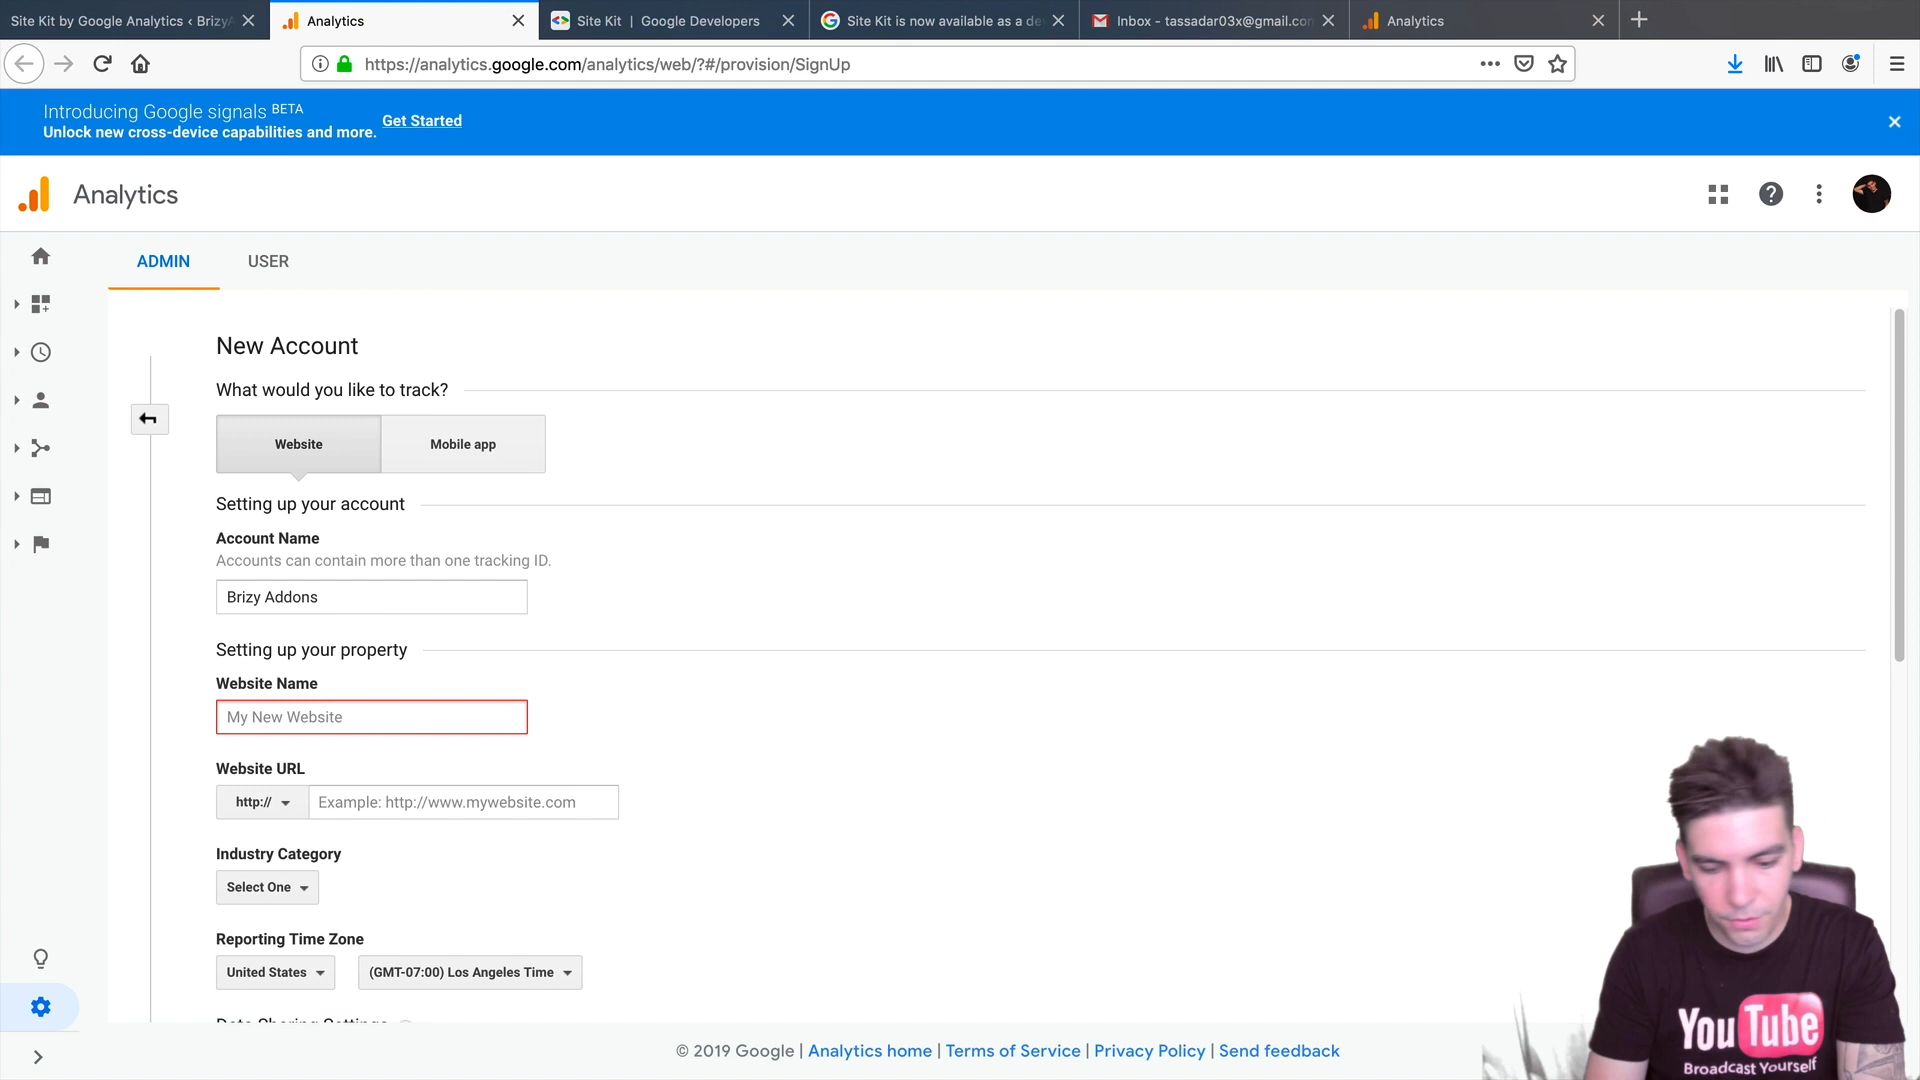 Site Kit by Google Analytics ‹ Brizy
Analytics
Site Kit | Google Developers
Site Kit is now available as a de
Inbox - tassadar03x@gmail.co
Analytics
https://analytics.google.com/analytics/web/?#/provision/SignUp
Introducing Google signals BETA
Unlock new cross-device capabilities and more.
Get Started
Analytics
ADMIN
USER
New Account
What would you like to track?
Website
Mobile app
Setting up your account
Account Name
Accounts can contain more than one tracking ID.
Brizy Addons
Setting up your property
Website Name
My New Website
Website URL
http://
Example: http://www.mywebsite.com
Industry Category
Select One
Reporting Time Zone
United States
(GMT-07:00) Los Angeles Time
Data Sharing Settings
© 2019 Google | Analytics home | Terms of Service | Privacy Policy | Send feedback
YouTube
Broadcast Yourself